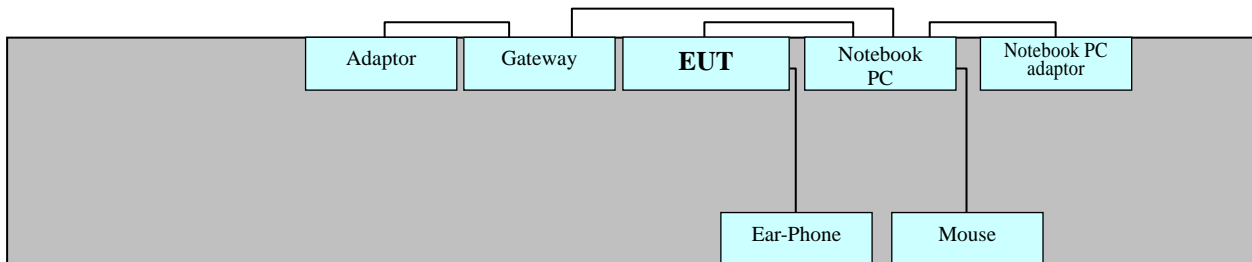 Adaptor
Gateway
EUT
Notebook
PC
Notebook PC
adaptor
Ear-Phone
Mouse